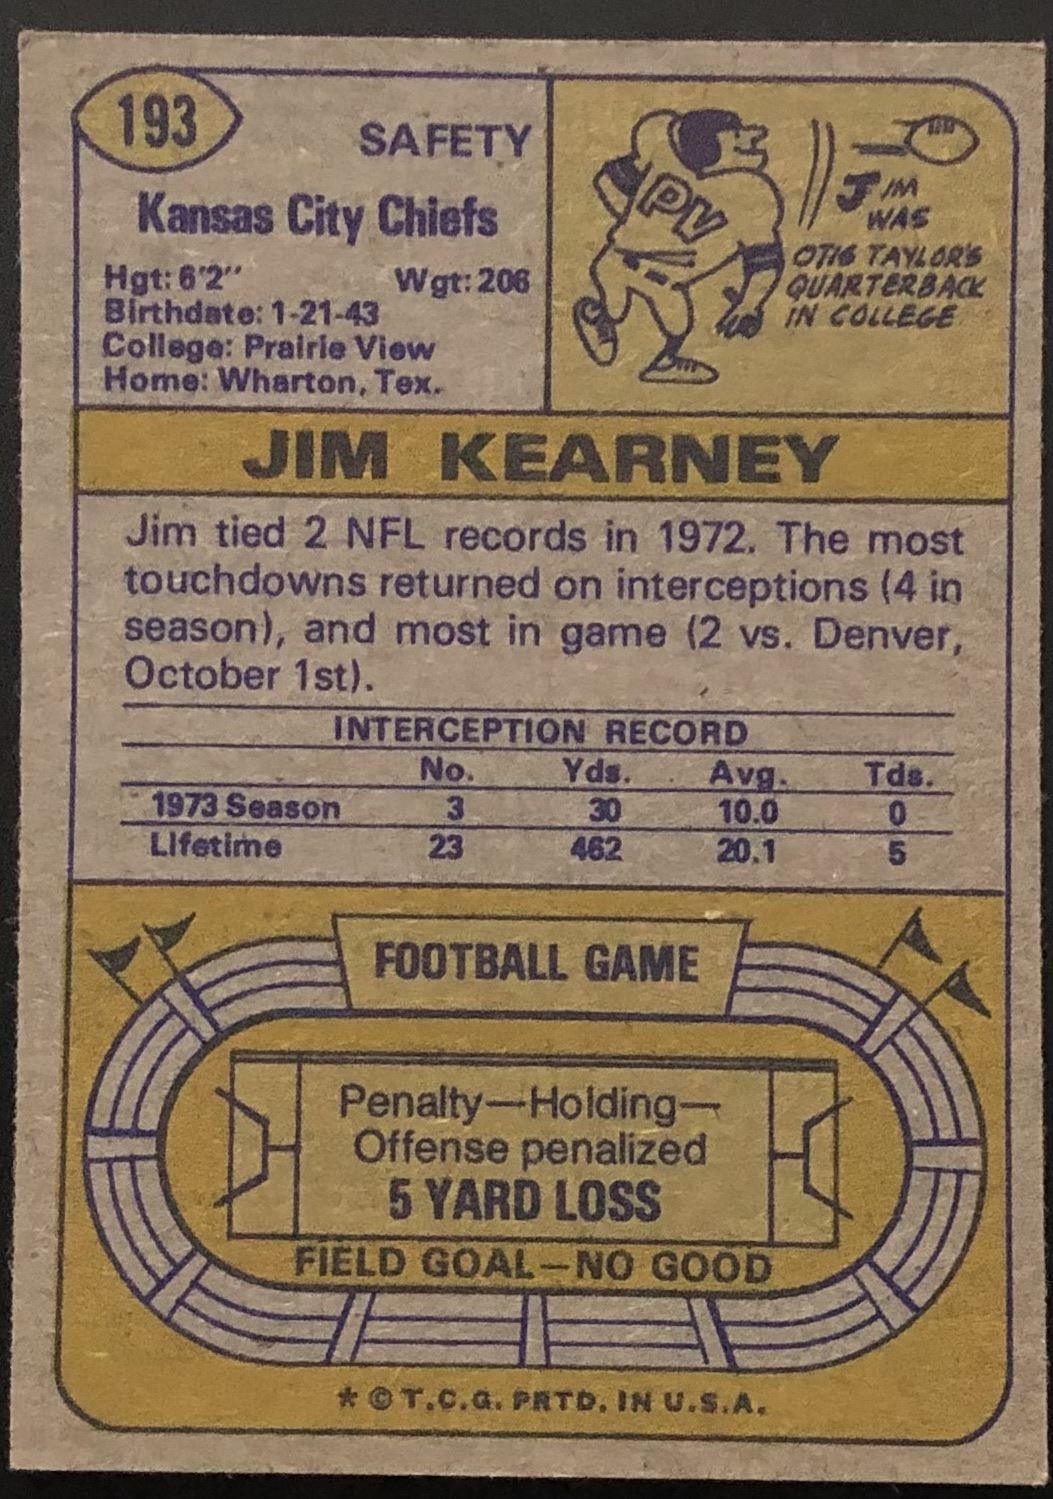 193
SAFETY
Kansas City Chiefs
Hgt: 6'2" Wgt: 206
Birthdate: 1-21-43
College: Prairie View
Home: Wharton, Tex.
PV
JIM
WAS
OTIS TAYLOR'S
QUARTERBACK
IN COLLEGE
JIM KEARNEY
Jim tied 2 NFL records in 1972. The most
touchdowns returned on interceptions (4 in
season), and most in game (2 vs. Denver,
October 1st).
INTERCEPTION RECORD
No. Yds. Avg. Tds.
1973 Season 3 30 10.0 0
Lifetime 23 462 20.1 5
FOOTBALL GAME
Penalty—Holding—
Offense penalized
5 YARD LOSS
FIELD GOAL—NO GOOD
* © T.C.G. PRTD. IN U.S.A.